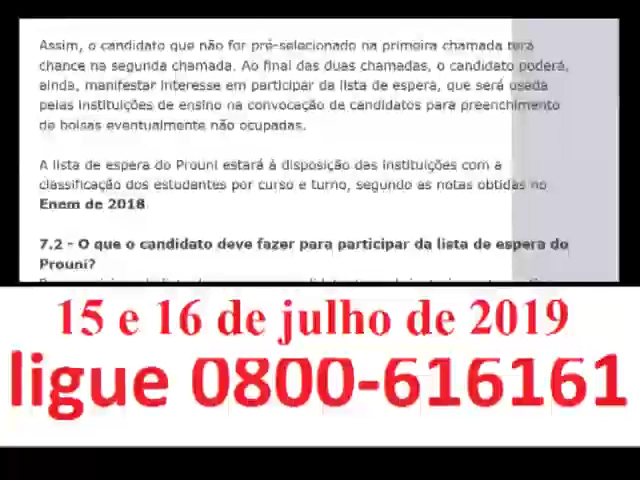 Assim, o candidato que não for pré-selecionado na primeira chamada terá
chance na segunda chamada. Ao final das duas chamadas, o candidato poderá,
ainda, manifestar interesse em participar da lista de espera, que será usada
pelas instituições de ensino na convocação de candidatos para preenchimento
de bolsas eventualmente não ocupadas.
A lista de espera do Prouni estará à disposição das instituições com a
classificação dos estudantes por curso e turno, segundo as notas obtidas no
Enem de 2018
7.2 - O que o candidato deve fazer para participar da lista de espera do
Prouni?
15 e 16 de julho de 2019
ligue 0800-616161